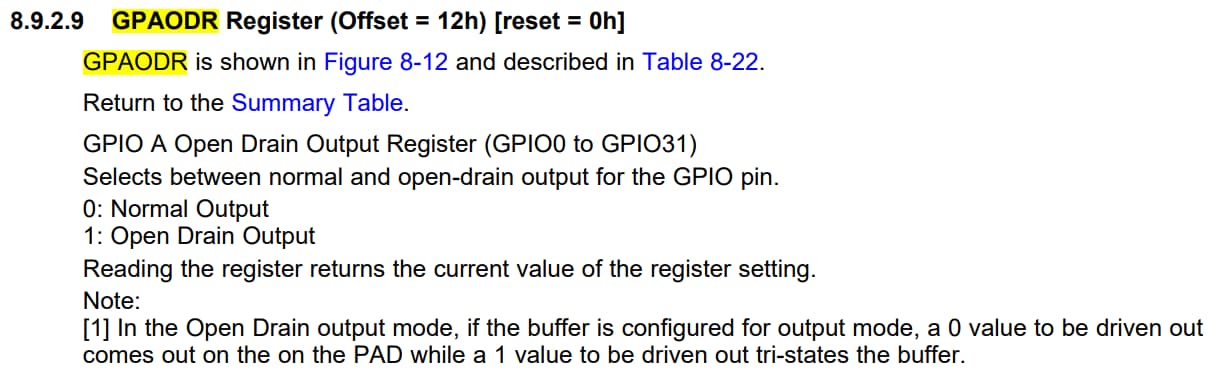 8.9.2.9 GPAODR Register (Offset = 12h) [reset = 0h]
GPAODR is shown in Figure 8-12 and described in Table 8-22.
Return to the Summary Table.
GPIO A Open Drain Output Register (GPIO0 to GPIO31)
Selects between normal and open-drain output for the GPIO pin.
0: Normal Output
1: Open Drain Output
Reading the register returns the current value of the register setting.
Note:
[1] In the Open Drain output mode, if the buffer is configured for output mode, a 0 value to be driven out
comes out on the on the PAD while a 1 value to be driven out tri-states the buffer.